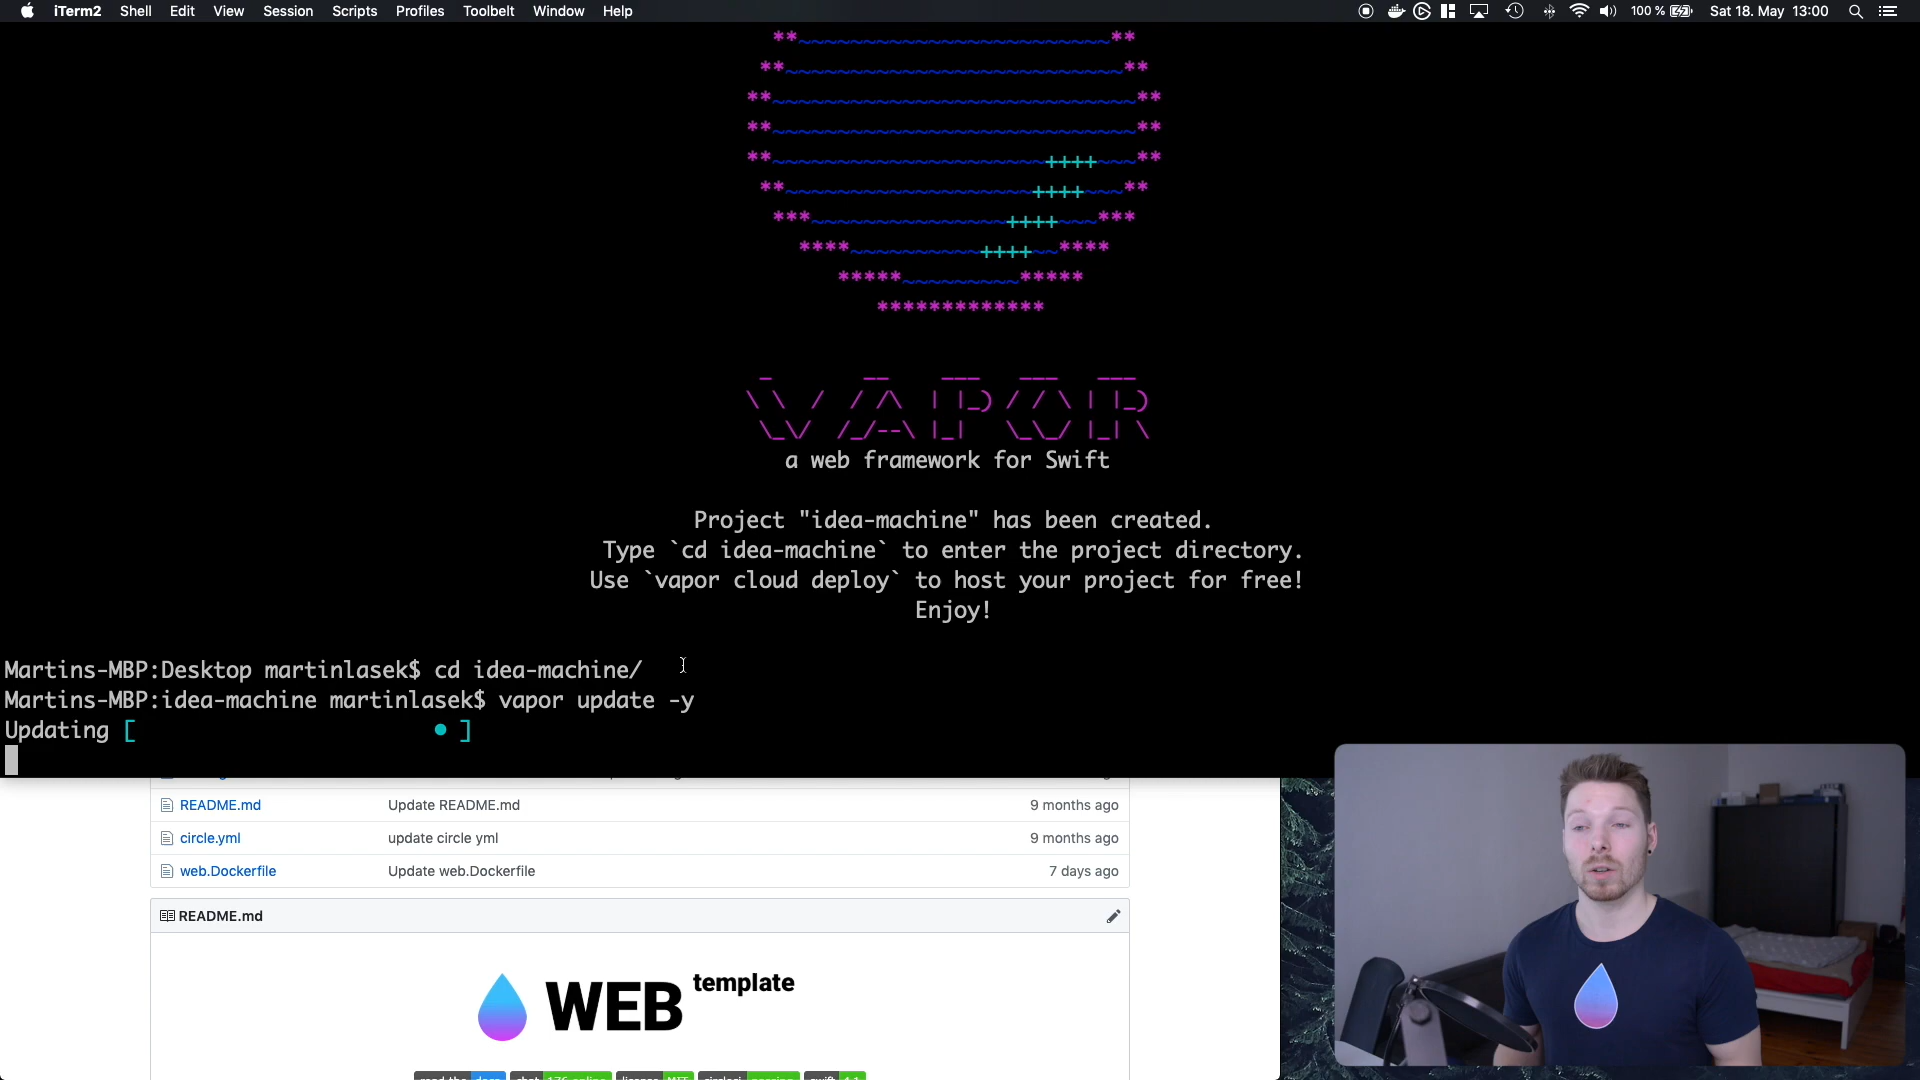 iTerm2 Shell Edit View Session Scripts Profiles Toolbelt Window Help 100 % Sat 18. May 13:00
VAPOR
a web framework for Swift
Project "idea-machine" has been created.
Type `cd idea-machine` to enter the project directory.
Use `vapor cloud deploy` to host your project for free!
Enjoy!
Martins-MBP:Desktop martinlasek$ cd idea-machine/
Martins-MBP:idea-machine martinlasek$ vapor update -y
Updating [ • ]
README.md Update README.md 9 months ago
circle.yml update circle yml 9 months ago
web.Dockerfile Update web.Dockerfile 7 days ago
README.md
WEB template